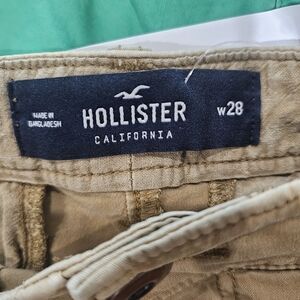 MADE IN
BANGLADESH
HOLLISTER
CALIFORNIA
W28